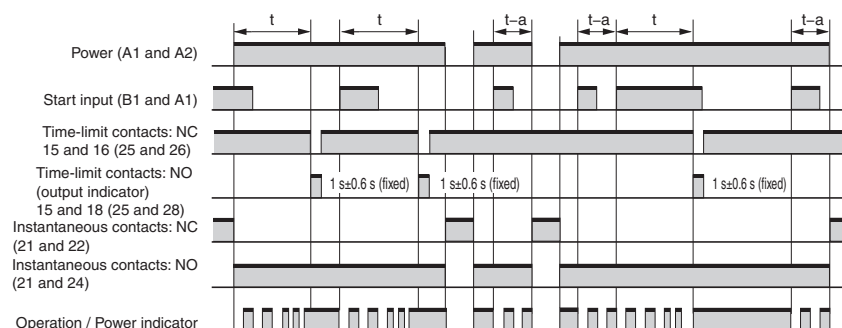 t t t−a t−a t t−a
Power (A1 and A2)
Start input (B1 and A1)
Time-limit contacts: NC
15 and 16 (25 and 26)
Time-limit contacts: NO
(output indicator)
15 and 18 (25 and 28)
1 s±0.6 s (fixed) 1 s±0.6 s (fixed) 1 s±0.6 s (fixed)
Instantaneous contacts: NC
(21 and 22)
Instantaneous contacts: NO
(21 and 24)
Operation / Power indicator